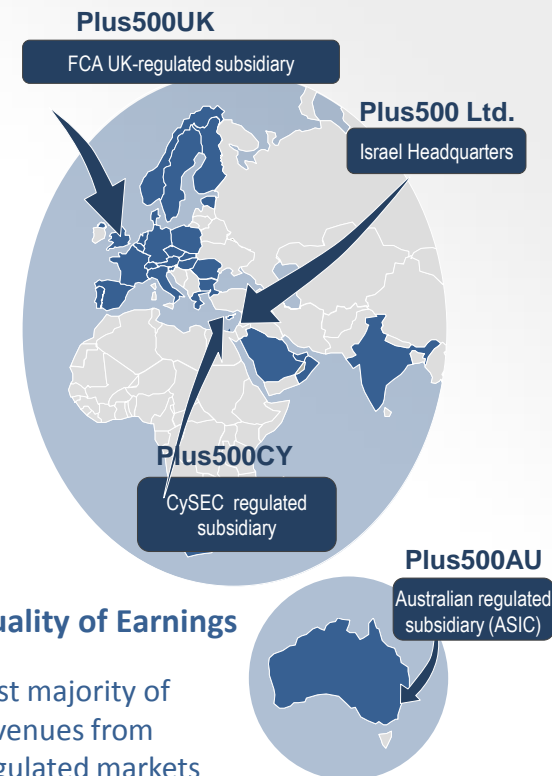 Plus500UK
FCA UK-regulated subsidiary
Plus500 Ltd.
Israel Headquarters
Plus500CY
CySEC regulated
subsidiary
Plus500AU
Australian regulated
subsidiary (ASIC)
uality of Earnings
st majority of
venues from
gulated markets